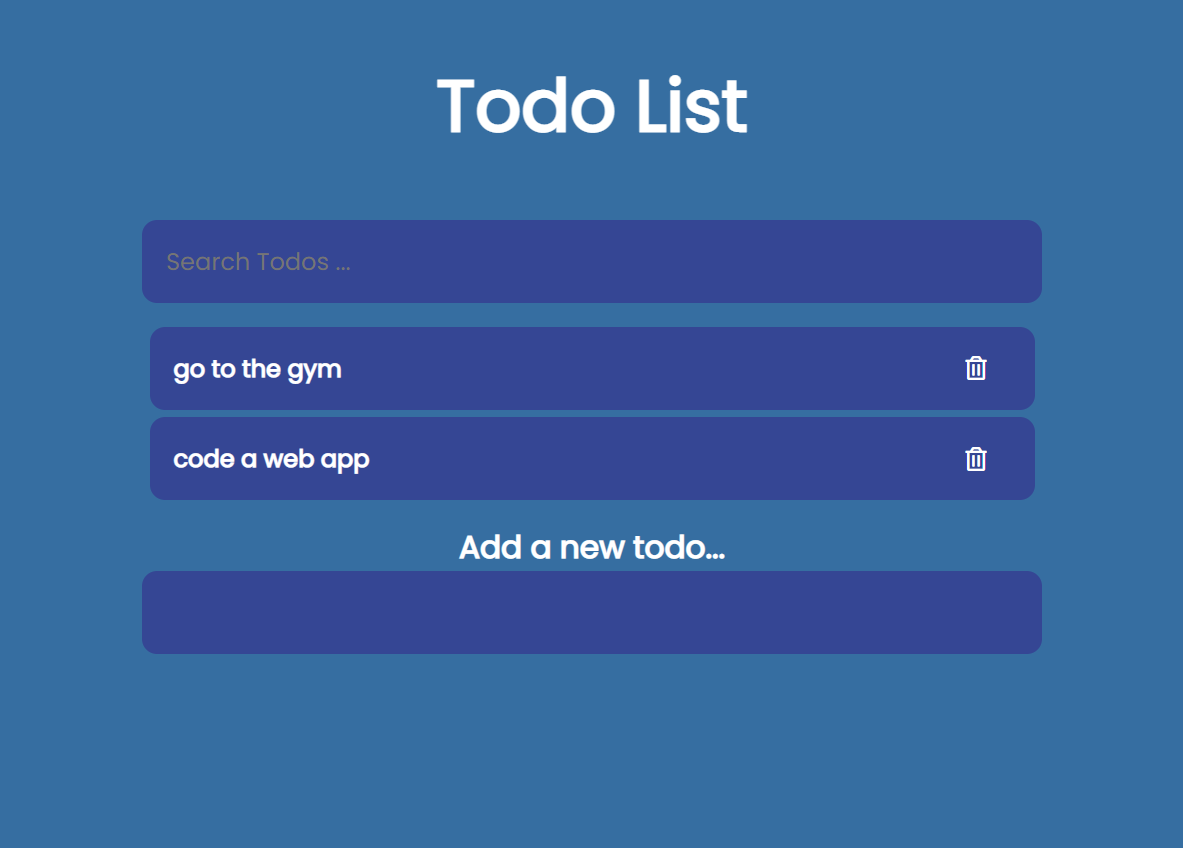 Todo List
Search Todos ...
go to the gym
code a web app
Add a new todo...